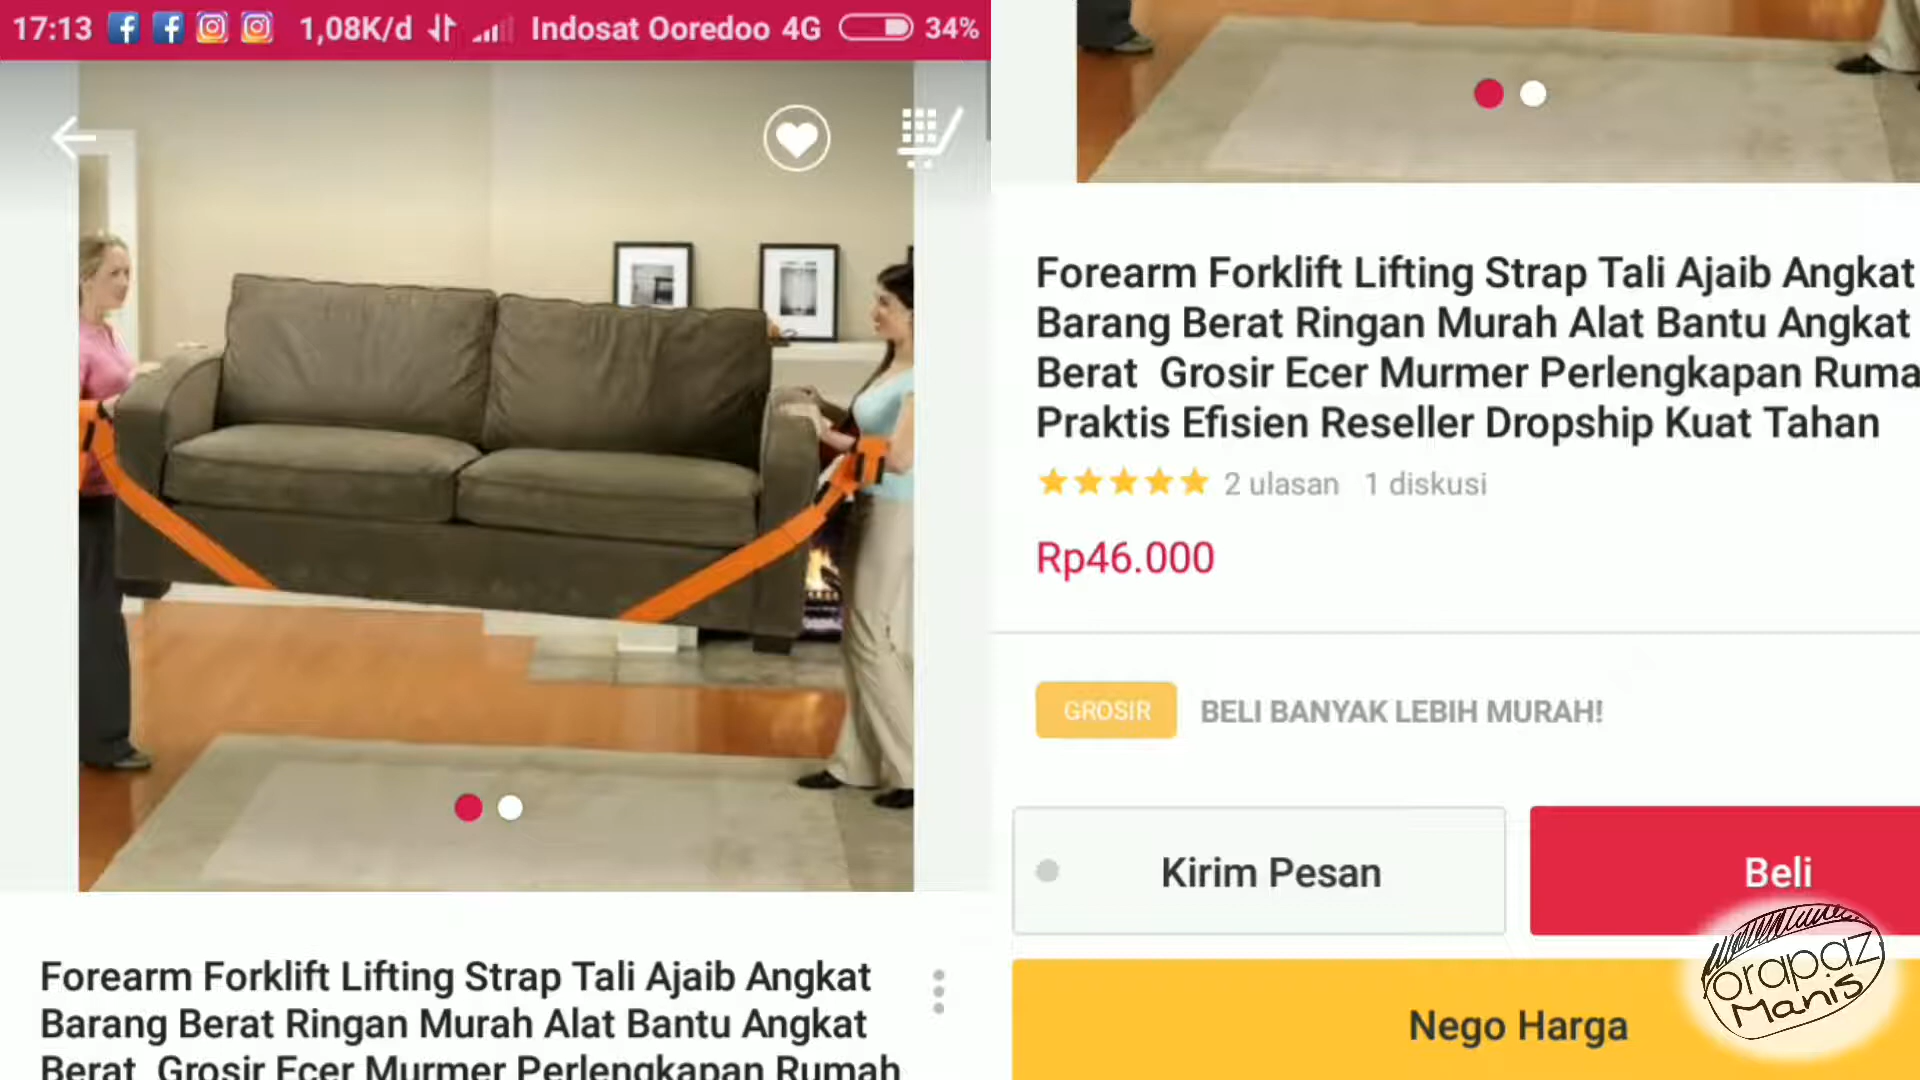 17:13 1,08K/d Indosat Ooredoo 4G 34%
Forearm Forklift Lifting Strap Tali Ajaib Angkat
Barang Berat Ringan Murah Alat Bantu Angkat
Berat Grosir Ecer Murmer Perlengkapan Rumah
Forearm Forklift Lifting Strap Tali Ajaib Angkat
Barang Berat Ringan Murah Alat Bantu Angkat
Berat Grosir Ecer Murmer Perlengkapan Ruma
Praktis Efisien Reseller Dropship Kuat Tahan
2 ulasan 1 diskusi
Rp46.000
GROSIR BELI BANYAK LEBIH MURAH!
Kirim Pesan
Beli
Nego Harga
orapaz
Manis